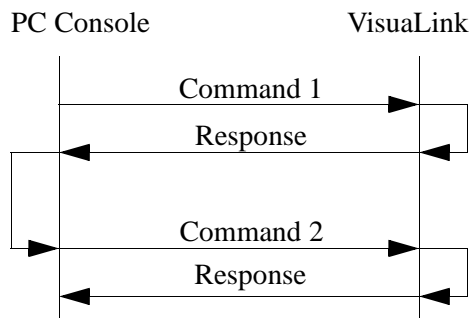 PC Console VisuaLink
Command 1
Response
Command 2
Response